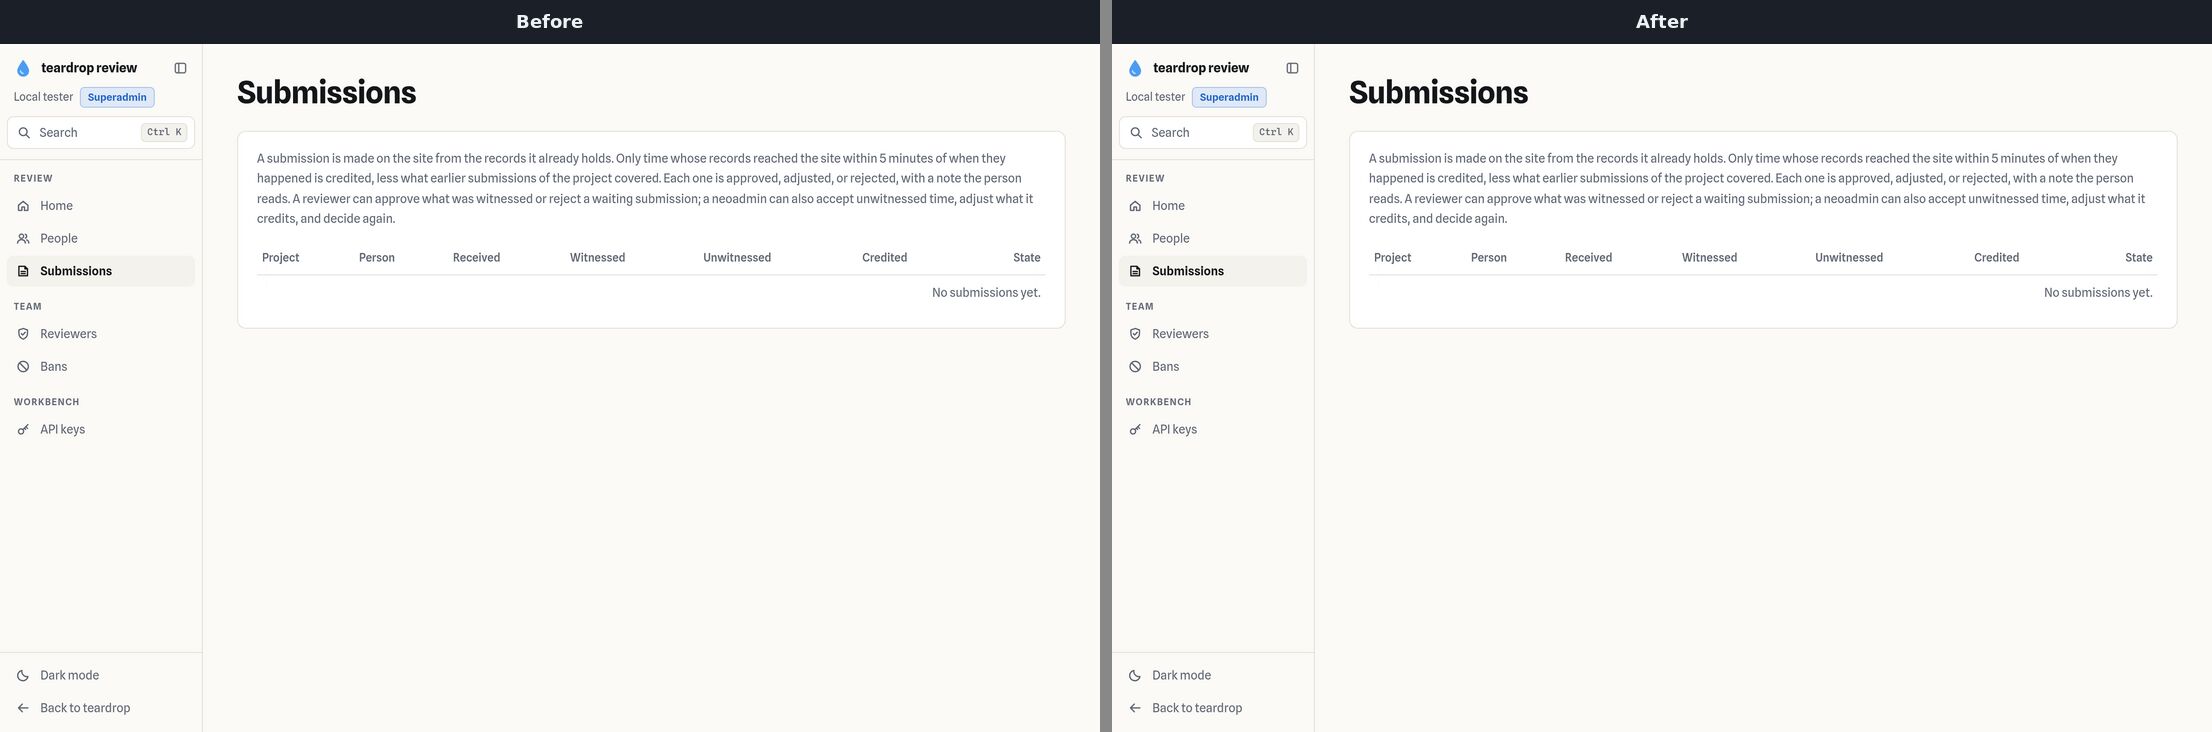 Before
teardrop review
Local tester Superadmin
Search Ctrl K
REVIEW
Home
People
Submissions
TEAM
Reviewers
Bans
WORKBENCH
API keys
Dark mode
Back to teardrop
Submissions
A submission is made on the site from the records it already holds. Only time whose records reached the site within 5 minutes of when they
happened is credited, less what earlier submissions of the project covered. Each one is approved, adjusted, or rejected, with a note the person
reads. A reviewer can approve what was witnessed or reject a waiting submission; a neoadmin can also accept unwitnessed time, adjust what it
credits, and decide again.
Project Person Received Witnessed Unwitnessed Credited State
No submissions yet.
After
teardrop review
Local tester Superadmin
Search Ctrl K
REVIEW
Home
People
Submissions
TEAM
Reviewers
Bans
WORKBENCH
API keys
Dark mode
Back to teardrop
Submissions
A submission is made on the site from the records it already holds. Only time whose records reached the site within 5 minutes of when they
happened is credited, less what earlier submissions of the project covered. Each one is approved, adjusted, or rejected, with a note the person
reads. A reviewer can approve what was witnessed or reject a waiting submission; a neoadmin can also accept unwitnessed time, adjust what it
credits, and decide again.
Project Person Received Witnessed Unwitnessed Credited State
No submissions yet.